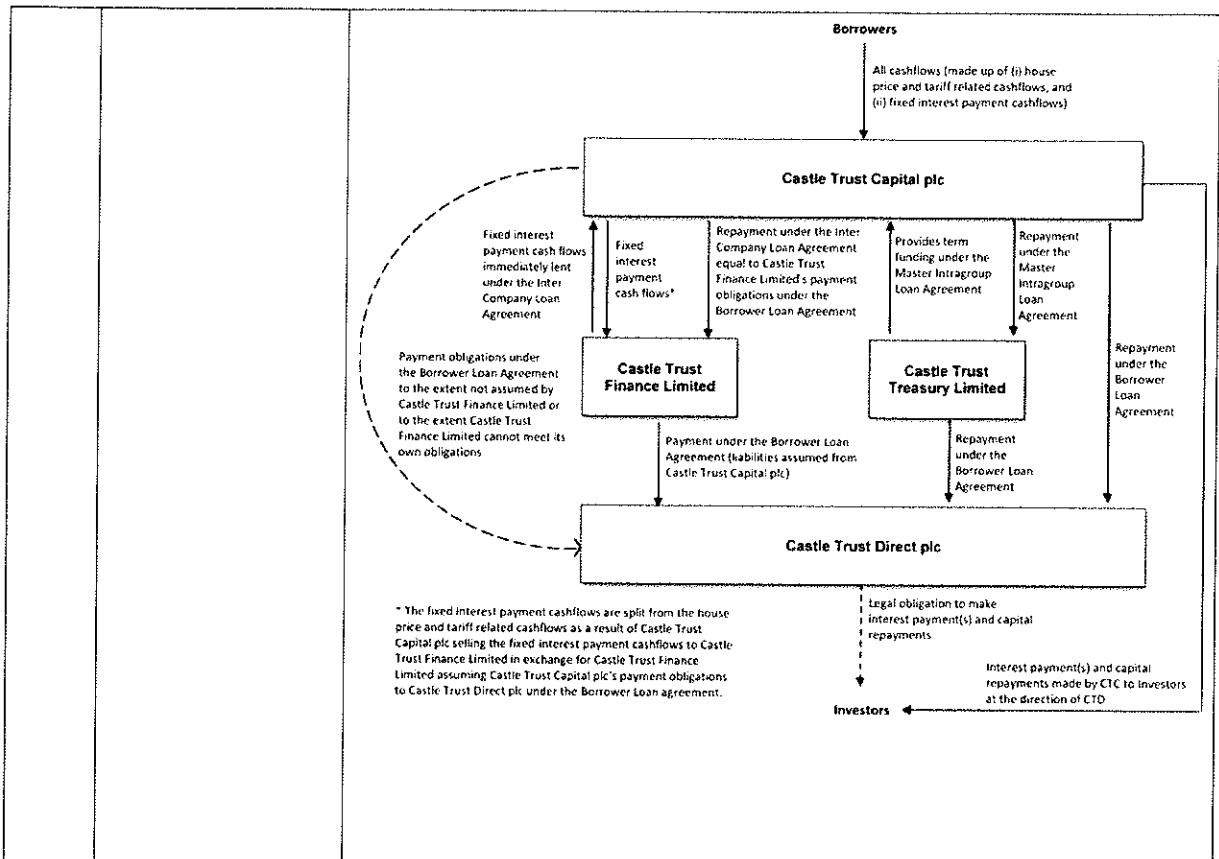 Borrowers
All cashflows (made up of (i) house
price and tariff related cashflows, and
(ii) fixed interest payment cashflows)
Castle Trust Capital plc
Fixed interest
payment cash flows
immediately lent
under the Inter
Company Loan
Agreement
Fixed
interest
payment
cash flows*
Repayment under the Inter
Company Loan Agreement
equal to Castle Trust
Finance Limited's payment
obligations under the
Borrower Loan Agreement
Provides term
funding under the
Master Intragroup
Loan Agreement
Repayment
under the
Master
Intragroup
Loan
Agreement
Repayment
under the
Borrower
Loan
Agreement
Payment obligations under
the Borrower Loan Agreement
to the extent not assumed by
Castle Trust Finance Limited or
to the extent Castle Trust
Finance Limited cannot meet its
own obligations
Castle Trust
Finance Limited
Castle Trust
Treasury Limited
Payment under the Borrower Loan
Agreement (liabilities assumed from
Castle Trust Capital plc)
Repayment
under the
Borrower Loan
Agreement
Castle Trust Direct plc
* The fixed interest payment cashflows are split from the house
price and tariff related cashflows as a result of Castle Trust
Capital plc selling the fixed interest payment cashflows to Castle
Trust Finance Limited in exchange for Castle Trust Finance
Limited assuming Castle Trust Capital plc's payment obligations
to Castle Trust Direct plc under the Borrower Loan agreement.
Legal obligation to make
interest payment(s) and capital
repayments
Interest payment(s) and capital
repayments made by CTC to Investors
at the direction of CTD
Investors